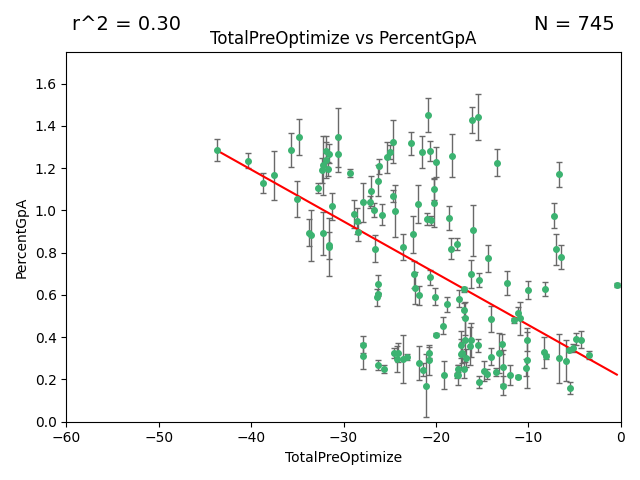 r^2 = 0.30 N = 745
TotalPreOptimize vs PercentGpA
1.6
1.4
1.2
1.0
0.8
0.6
0.4
0.2
0.0
PercentGpA
−60 −50 −40 −30 −20 −10 0
TotalPreOptimize